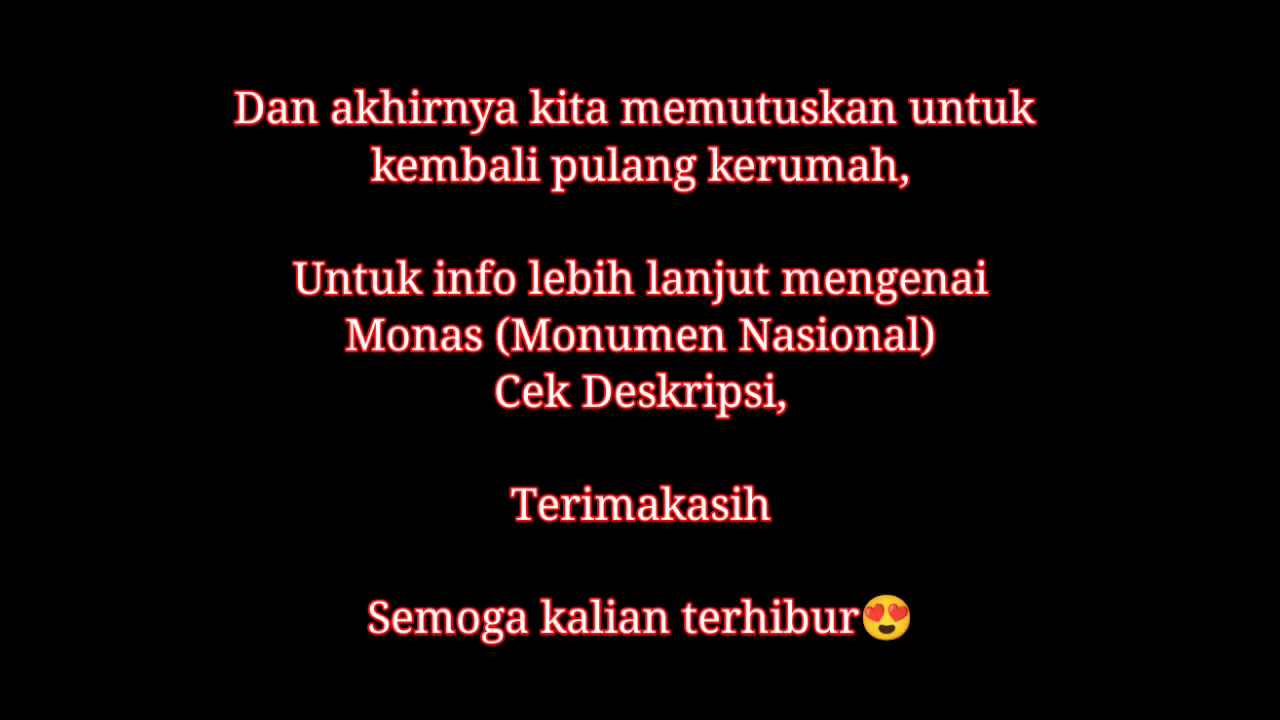 Dan akhirnya kita memutuskan untuk
kembali pulang kerumah,
Untuk info lebih lanjut mengenai
Monas (Monumen Nasional)
Cek Deskripsi,
Terimakasih
Semoga kalian terhibur😍